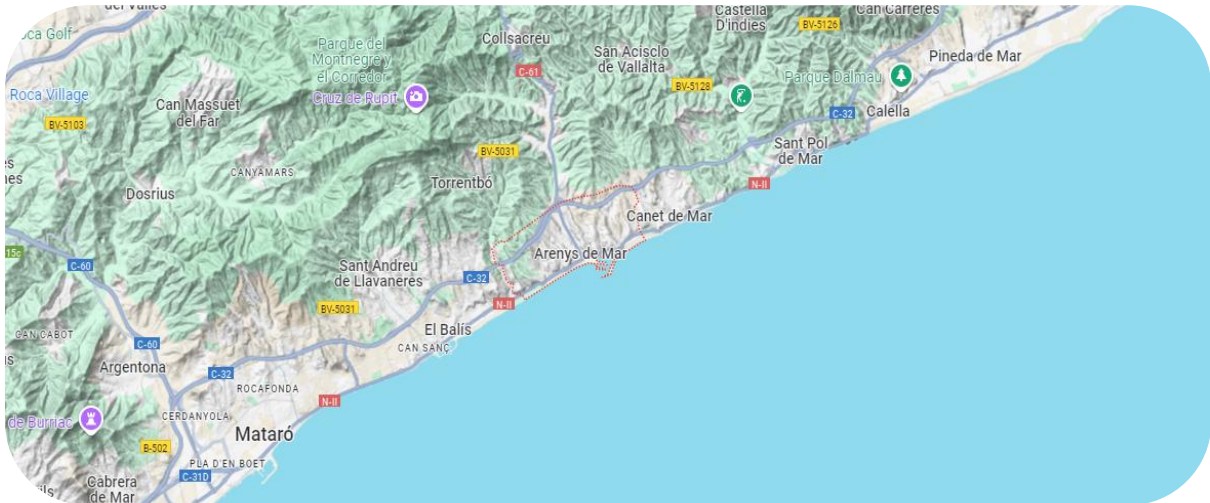 del Vallès
Castellà
D'indies
Can Carreres
BV-5126
Roca Golf
Collsacreu
Parque del
Montnegre y
el Corredor
San Acisclo
de Vallalta
Pineda de Mar
C-61
Parque Dalmau
BV-5128
Roca Village
Can Massuet
del Far
Cruz de Rupit
C-32
Calella
BV-5103
Sant Pol
de Mar
BV-5031
CANYAMARS
Torrentbó
N-II
Dosrius
Canet de Mar
Arenys de Mar
C-60
Sant Andreu
de Llavaneres
C-32
N-II
BV-5031
El Balís
CAN SANÇ
CAN CABOT
C-60
Argentona
C-32
ROCAFONDA
N-II
CERDANYOLA
de Burriac
Mataró
B-502
PLA D'EN BOET
C-31D
Cabrera
de Mar